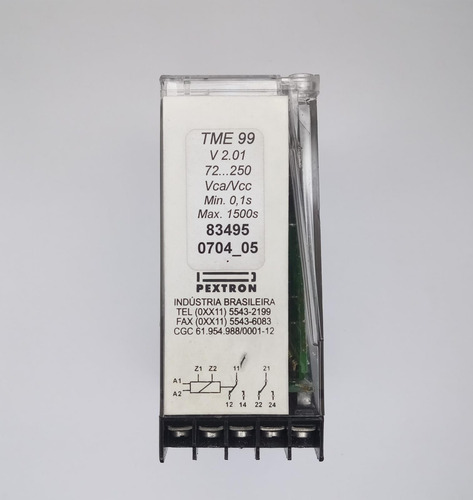 TME 99
V 2.01
72...250
Vca/Vcc
Min. 0,1s
Max. 1500s
83495
0704_05
PEXTRON
INDÚSTRIA BRASILEIRA
TEL (0XX11) 5543-2199
FAX (0XX11) 5543-6083
CGC 61.954.988/0001-12
Z1 Z2 11 21
A1
A2
12 14 22 24